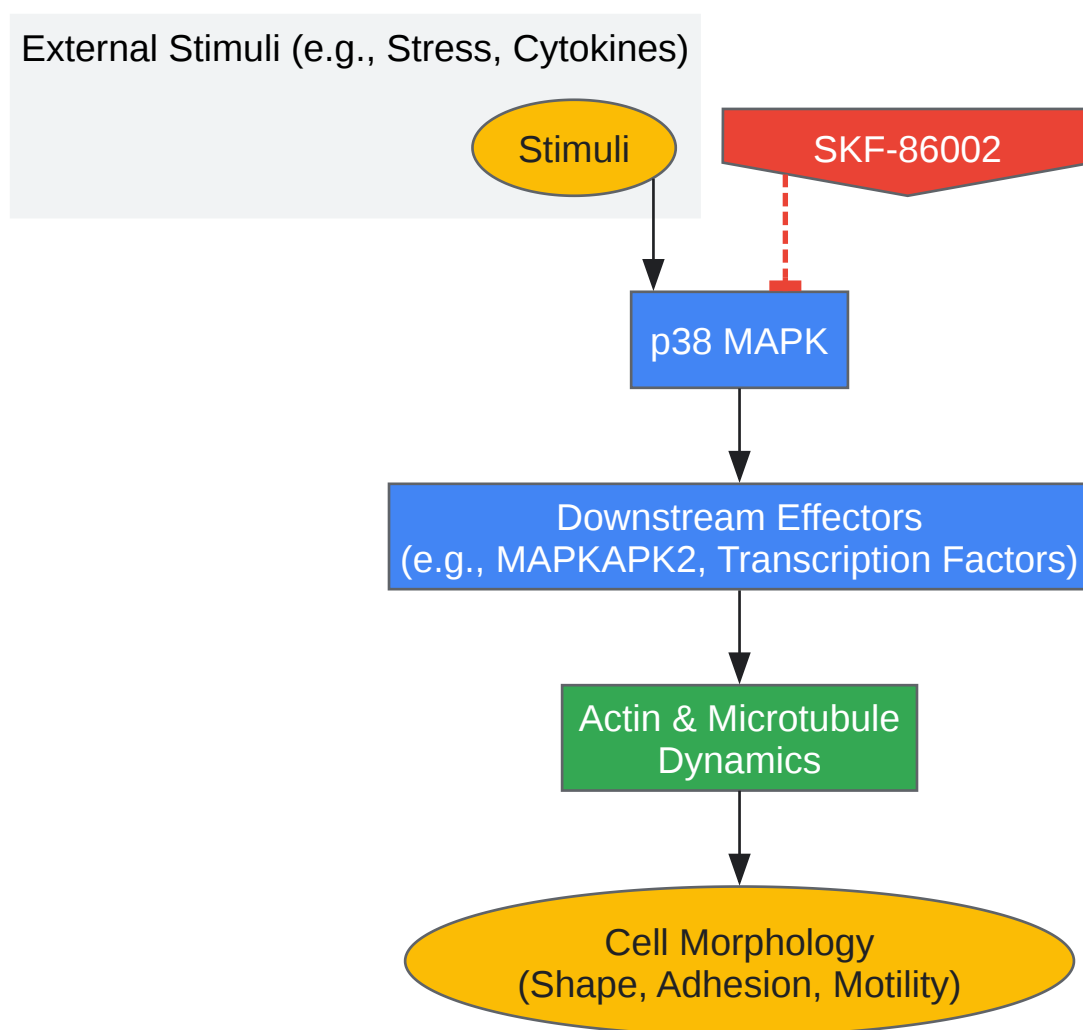 External Stimuli (e.g., Stress, Cytokines)
Stimuli
SKF-86002
p38 MAPK
Downstream Effectors
(e.g., MAPKAPK2, Transcription Factors)
Actin & Microtubule
Dynamics
Cell Morphology
(Shape, Adhesion, Motility)